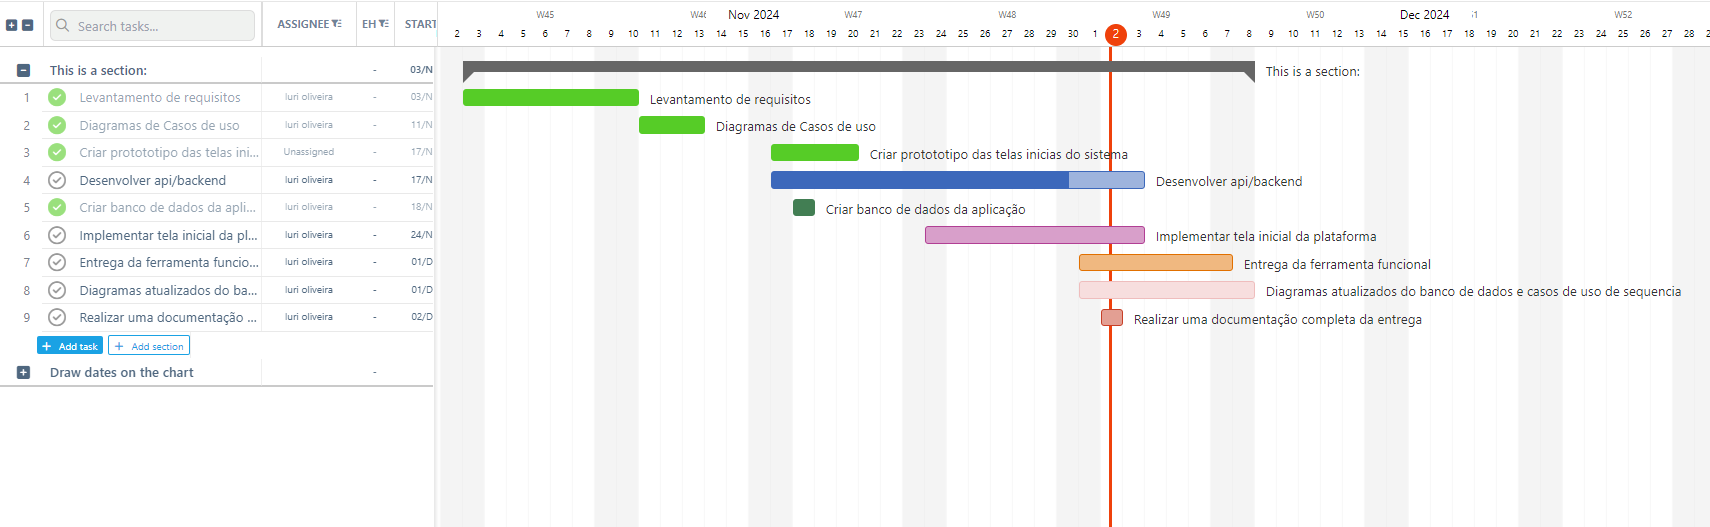 W45 W46 Nov 2024 W47 W48 W49 W50 Dec 2024 W52
Search tasks... ASSIGNEE EH START
2 3 4 5 6 7 8 9 10 11 12 13 14 15 16 17 18 19 20 21 22 23 24 25 26 27 28 29 30 1 2 3 4 5 6 7 8 9 10 11 12 13 14 15 16 17 18 19 20 21 22 23 24 25 26 27 28
This is a section: - 03/N This is a section:
1 Levantamento de requisitos Iuri oliveira - 03/N Levantamento de requisitos
2 Diagramas de Casos de uso Iuri oliveira - 11/N Diagramas de Casos de uso
3 Criar protototipo das telas ini... Unassigned - 17/N Criar protototipo das telas inicias do sistema
4 Desenvolver api/backend Iuri oliveira - 17/N Desenvolver api/backend
5 Criar banco de dados da apli... Iuri oliveira - 18/N Criar banco de dados da aplicação
6 Implementar tela inicial da pl... Iuri oliveira - 24/N Implementar tela inicial da plataforma
7 Entrega da ferramenta funcio... Iuri oliveira - 01/D Entrega da ferramenta funcional
8 Diagramas atualizados do ba... Iuri oliveira - 01/D Diagramas atualizados do banco de dados e casos de uso de sequencia
9 Realizar uma documentação ... Iuri oliveira - 02/D Realizar uma documentação completa da entrega
+ Add task + Add section
Draw dates on the chart -